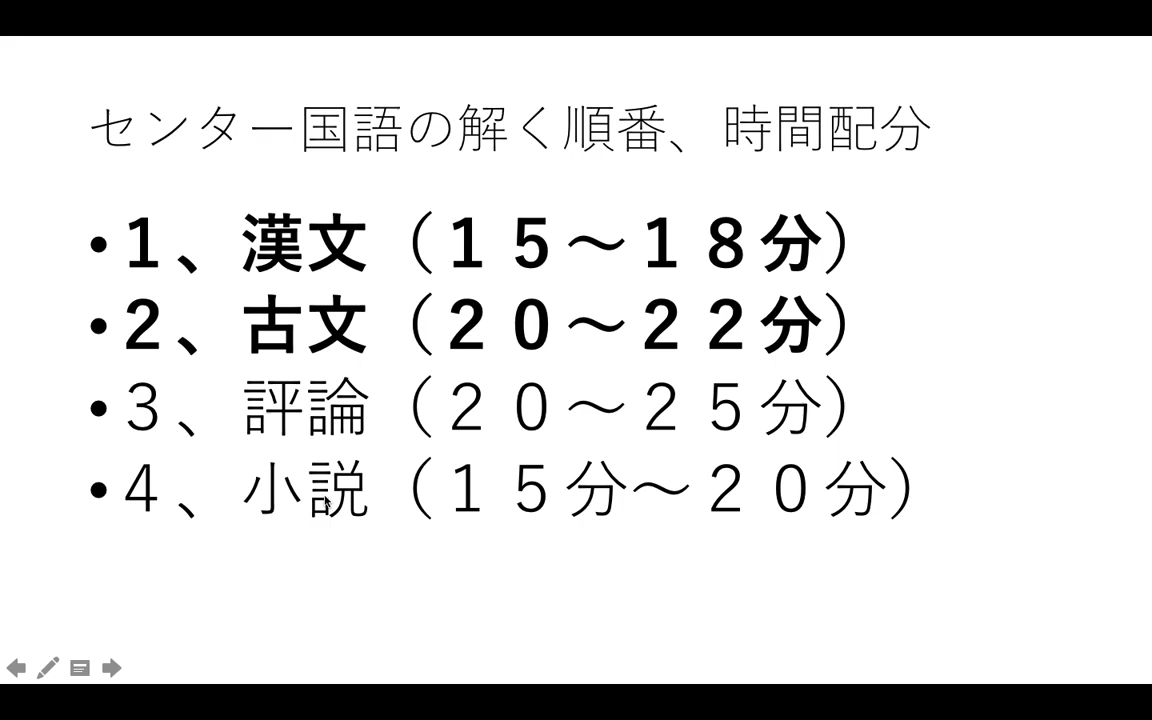 センター国語の解く順番、時間配分
•１、漢文（１５～１８分）
•２、古文（２０～２２分）
•３、評論（２０～２５分）
•４、小説（１５分～２０分）